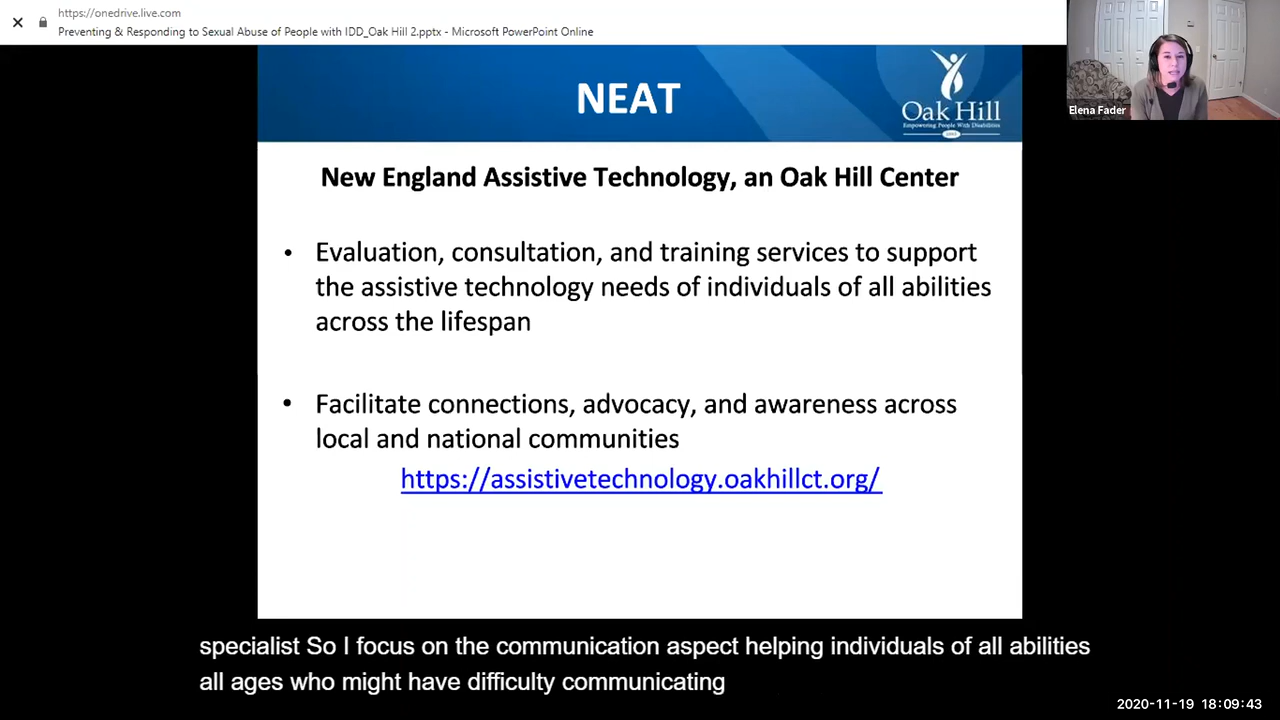 https://onedrive.live.com
Preventing & Responding to Sexual Abuse of People with IDD_Oak Hill 2.pptx - Microsoft PowerPoint Online
Elena Fader
NEAT
Oak Hill
Empowering People With Disabilities
New England Assistive Technology, an Oak Hill Center
• Evaluation, consultation, and training services to support
the assistive technology needs of individuals of all abilities
across the lifespan
• Facilitate connections, advocacy, and awareness across
local and national communities
https://assistivetechnology.oakhillct.org/
specialist So I focus on the communication aspect helping individuals of all abilities
all ages who might have difficulty communicating
2020-11-19 18:09:43